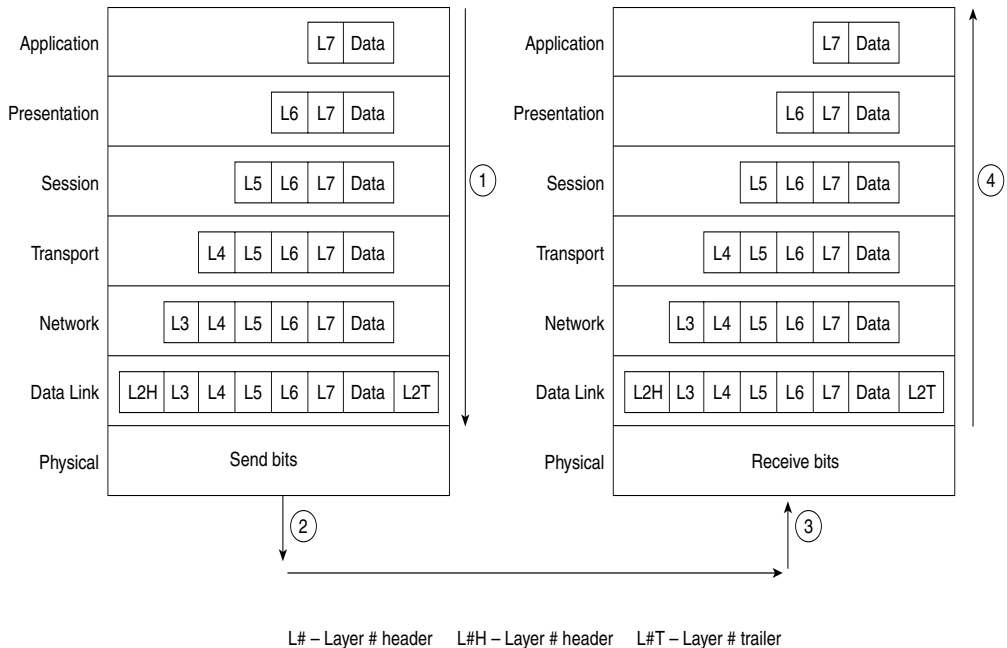 Application L7 Data
Presentation L6 L7 Data
Session L5 L6 L7 Data
Transport L4 L5 L6 L7 Data
Network L3 L4 L5 L6 L7 Data
Data Link L2H L3 L4 L5 L6 L7 Data L2T
Physical Send bits
1
2
Application L7 Data
Presentation L6 L7 Data
Session L5 L6 L7 Data
Transport L4 L5 L6 L7 Data
Network L3 L4 L5 L6 L7 Data
Data Link L2H L3 L4 L5 L6 L7 Data L2T
Physical Receive bits
4
3
L# – Layer # header L#H – Layer # header L#T – Layer # trailer